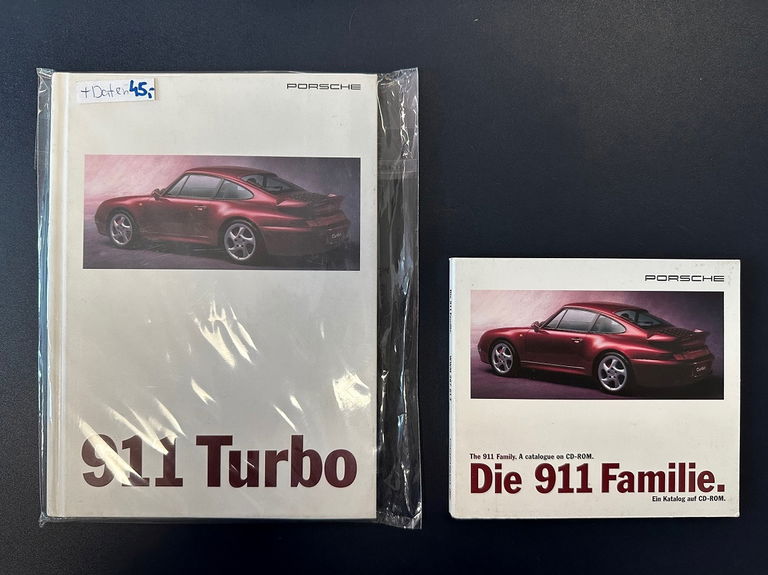 +Daten 45,-
PORSCHE
911 Turbo
PORSCHE
The 911 Family. A catalogue on CD-ROM.
Die 911 Familie.
Ein Katalog auf CD-ROM.